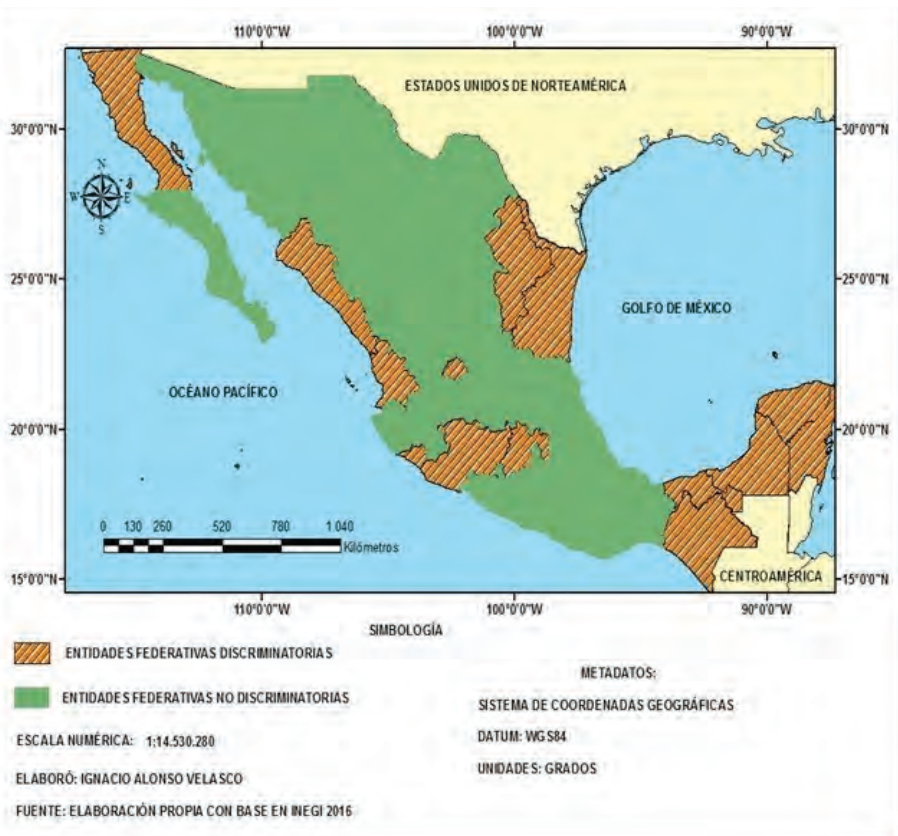 110°0'0"W 100°0'0"W 90°0'0"W
ESTADOS UNIDOS DE NORTEAMÉRICA
30°0'0"N 30°0'0"N
N
W E
S
25°0'0"N 25°0'0"N
GOLFO DE MÉXICO
OCÉANO PACÍFICO
20°0'0"N 20°0'0"N
0 130 260 520 780 1.040
Kilómetros
15°0'0"N 15°0'0"N
CENTROAMÉRICA
110°0'0"W 100°0'0"W 90°0'0"W
SIMBOLOGÍA
ENTIDADES FEDERATIVAS DISCRIMINATORIAS
ENTIDADES FEDERATIVAS NO DISCRIMINATORIAS
ESCALA NUMÉRICA: 1:14.530.280
ELABORÓ: IGNACIO ALONSO VELASCO
FUENTE: ELABORACIÓN PROPIA CON BASE EN INEGI 2016
METADATOS:
SISTEMA DE COORDENADAS GEOGRÁFICAS
DATUM: WGS84
UNIDADES: GRADOS